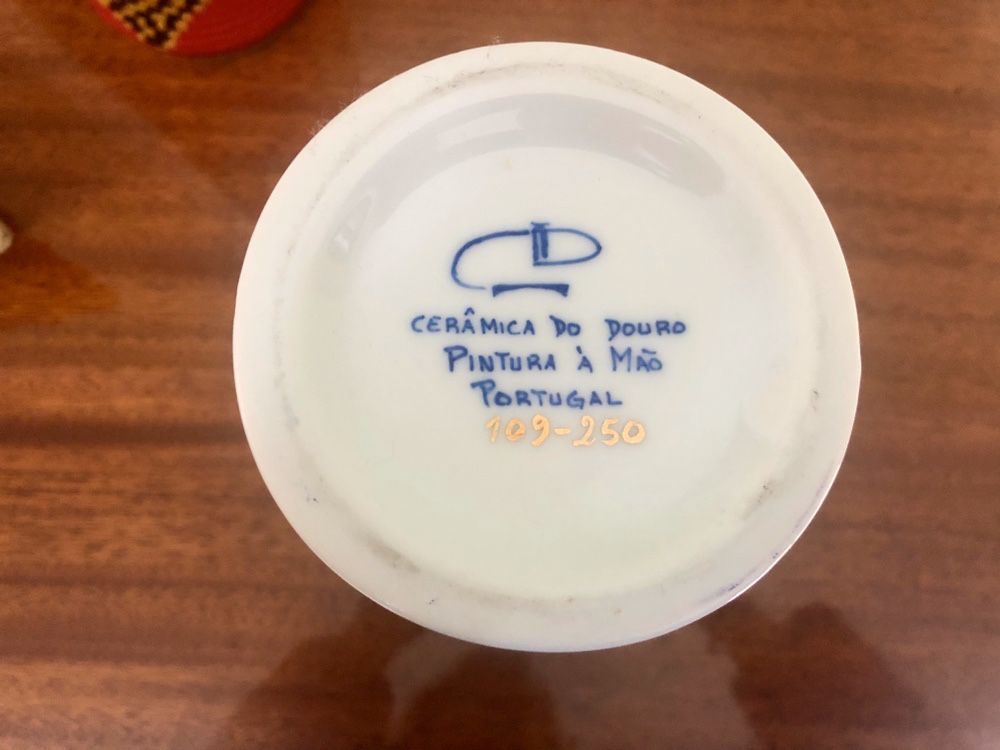 CERÂMICA DO DOURO
PINTURA À MÃO
PORTUGAL
109-250